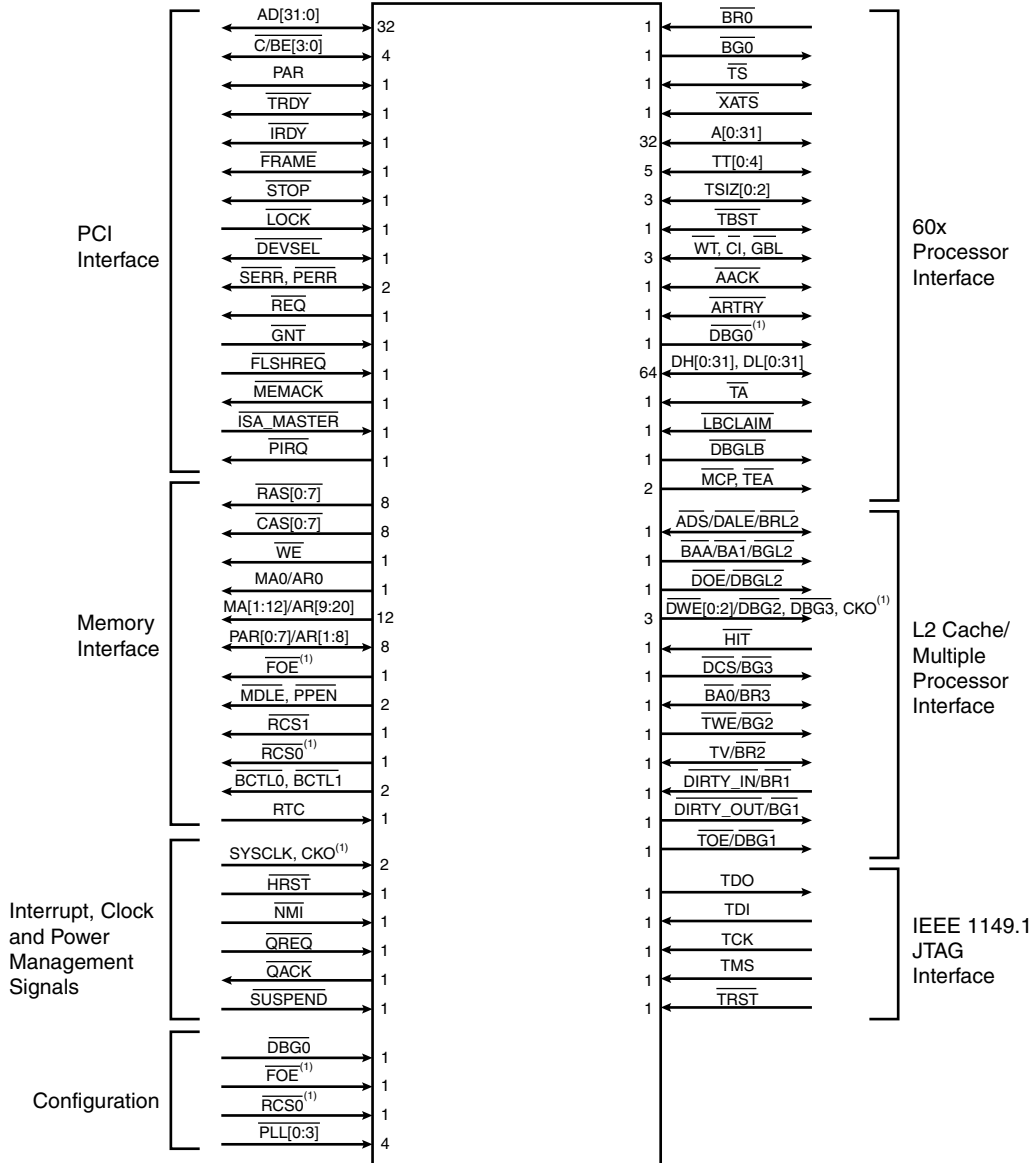 PCI
Interface
AD[31:0]
32
C/BE[3:0]
4
PAR
1
TRDY
1
IRDY
1
FRAME
1
STOP
1
LOCK
1
DEVSEL
1
SERR, PERR
2
REQ
1
GNT
1
FLSHREQ
1
MEMACK
1
ISA_MASTER
1
PIRQ
1
Memory
Interface
RAS[0:7]
8
CAS[0:7]
8
WE
1
MA0/AR0
1
MA[1:12]/AR[9:20]
12
PAR[0:7]/AR[1:8]
8
FOE(1)
1
MDLE, PPEN
2
RCS1
1
RCS0(1)
1
BCTL0, BCTL1
2
RTC
1
Interrupt, Clock
and Power
Management
Signals
SYSCLK, CKO(1)
2
HRST
1
NMI
1
QREQ
1
QACK
1
SUSPEND
1
Configuration
DBG0
1
FOE(1)
1
RCS0(1)
1
PLL[0:3]
4
60x
Processor
Interface
1
BR0
1
BG0
1
TS
1
XATS
32
A[0:31]
5
TT[0:4]
3
TSIZ[0:2]
1
TBST
3
WT, CI, GBL
1
AACK
1
ARTRY
1
DBG0(1)
64
DH[0:31], DL[0:31]
1
TA
1
LBCLAIM
1
DBGLB
2
MCP, TEA
L2 Cache/
Multiple
Processor
Interface
1
ADS/DALE/BRL2
1
BAA/BA1/BGL2
1
DOE/DBGL2
3
DWE[0:2]/DBG2, DBG3, CKO(1)
1
HIT
1
DCS/BG3
1
BA0/BR3
1
TWE/BG2
1
TV/BR2
1
DIRTY_IN/BR1
1
DIRTY_OUT/BG1
1
TOE/DBG1
IEEE 1149.1
JTAG
Interface
1
TDO
1
TDI
1
TCK
1
TMS
1
TRST